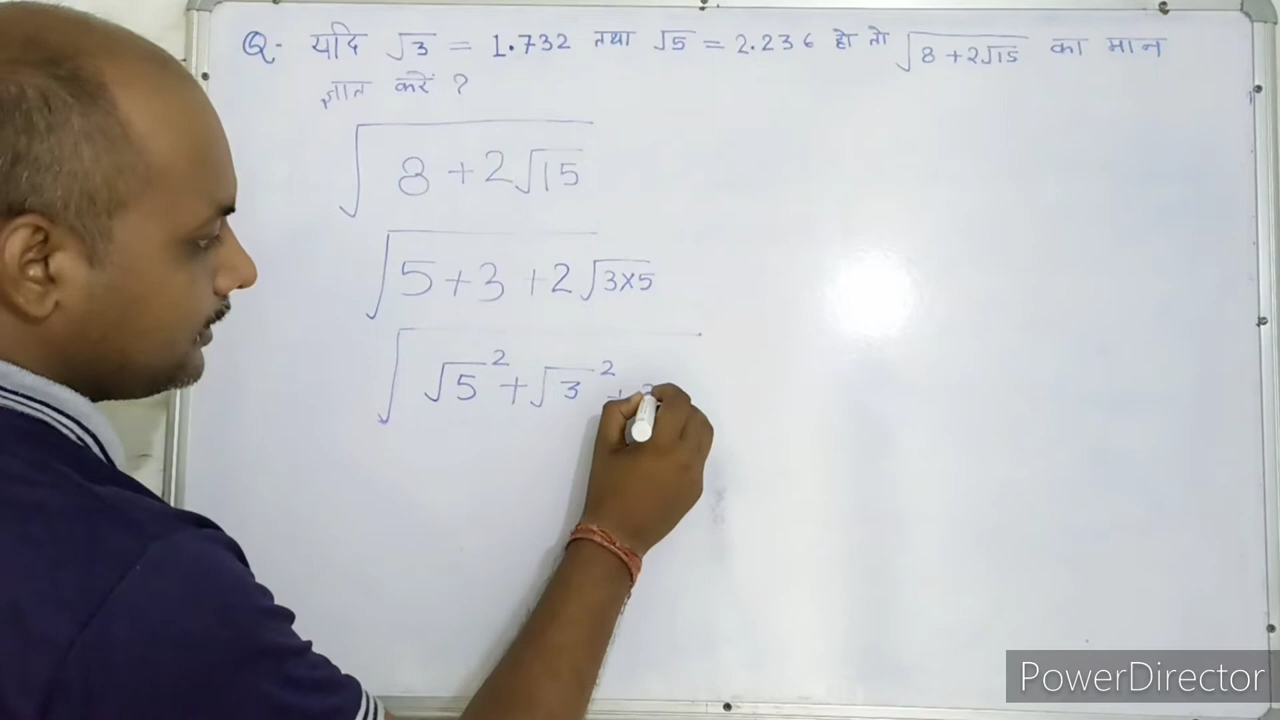 Q- यदि √3 = 1.732 तथा √5 = 2.236 हो तो √(8+2√15) का मान
ज्ञात करें ?
√(8+2√15)
√(5+3+2√(3×5))
√(√5²+√3²+
PowerDirector